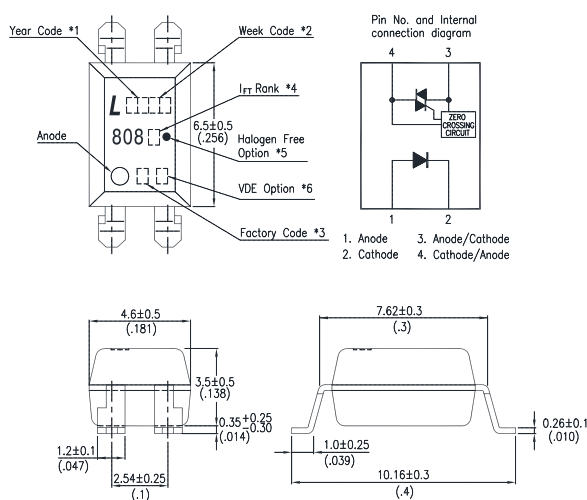 Year Code *1
Week Code *2
L
IFT Rank *4
808
6.5±0.5
(.256)
Halogen Free
Option *5
Anode
VDE Option *6
Factory Code *3
Pin No. and Internal
connection diagram
4 3
ZERO
CROSSING
CIRCUIT
1 2
1. Anode 3. Anode/Cathode
2. Cathode 4. Cathode/Anode
4.6±0.5
(.181)
3.5±0.5
(.138)
0.35+0.25
-0.30
(.014)
1.2±0.1
(.047)
2.54±0.25
(.1)
7.62±0.3
(.3)
0.26±0.1
(.010)
1.0±0.25
(.039)
10.16±0.3
(.4)